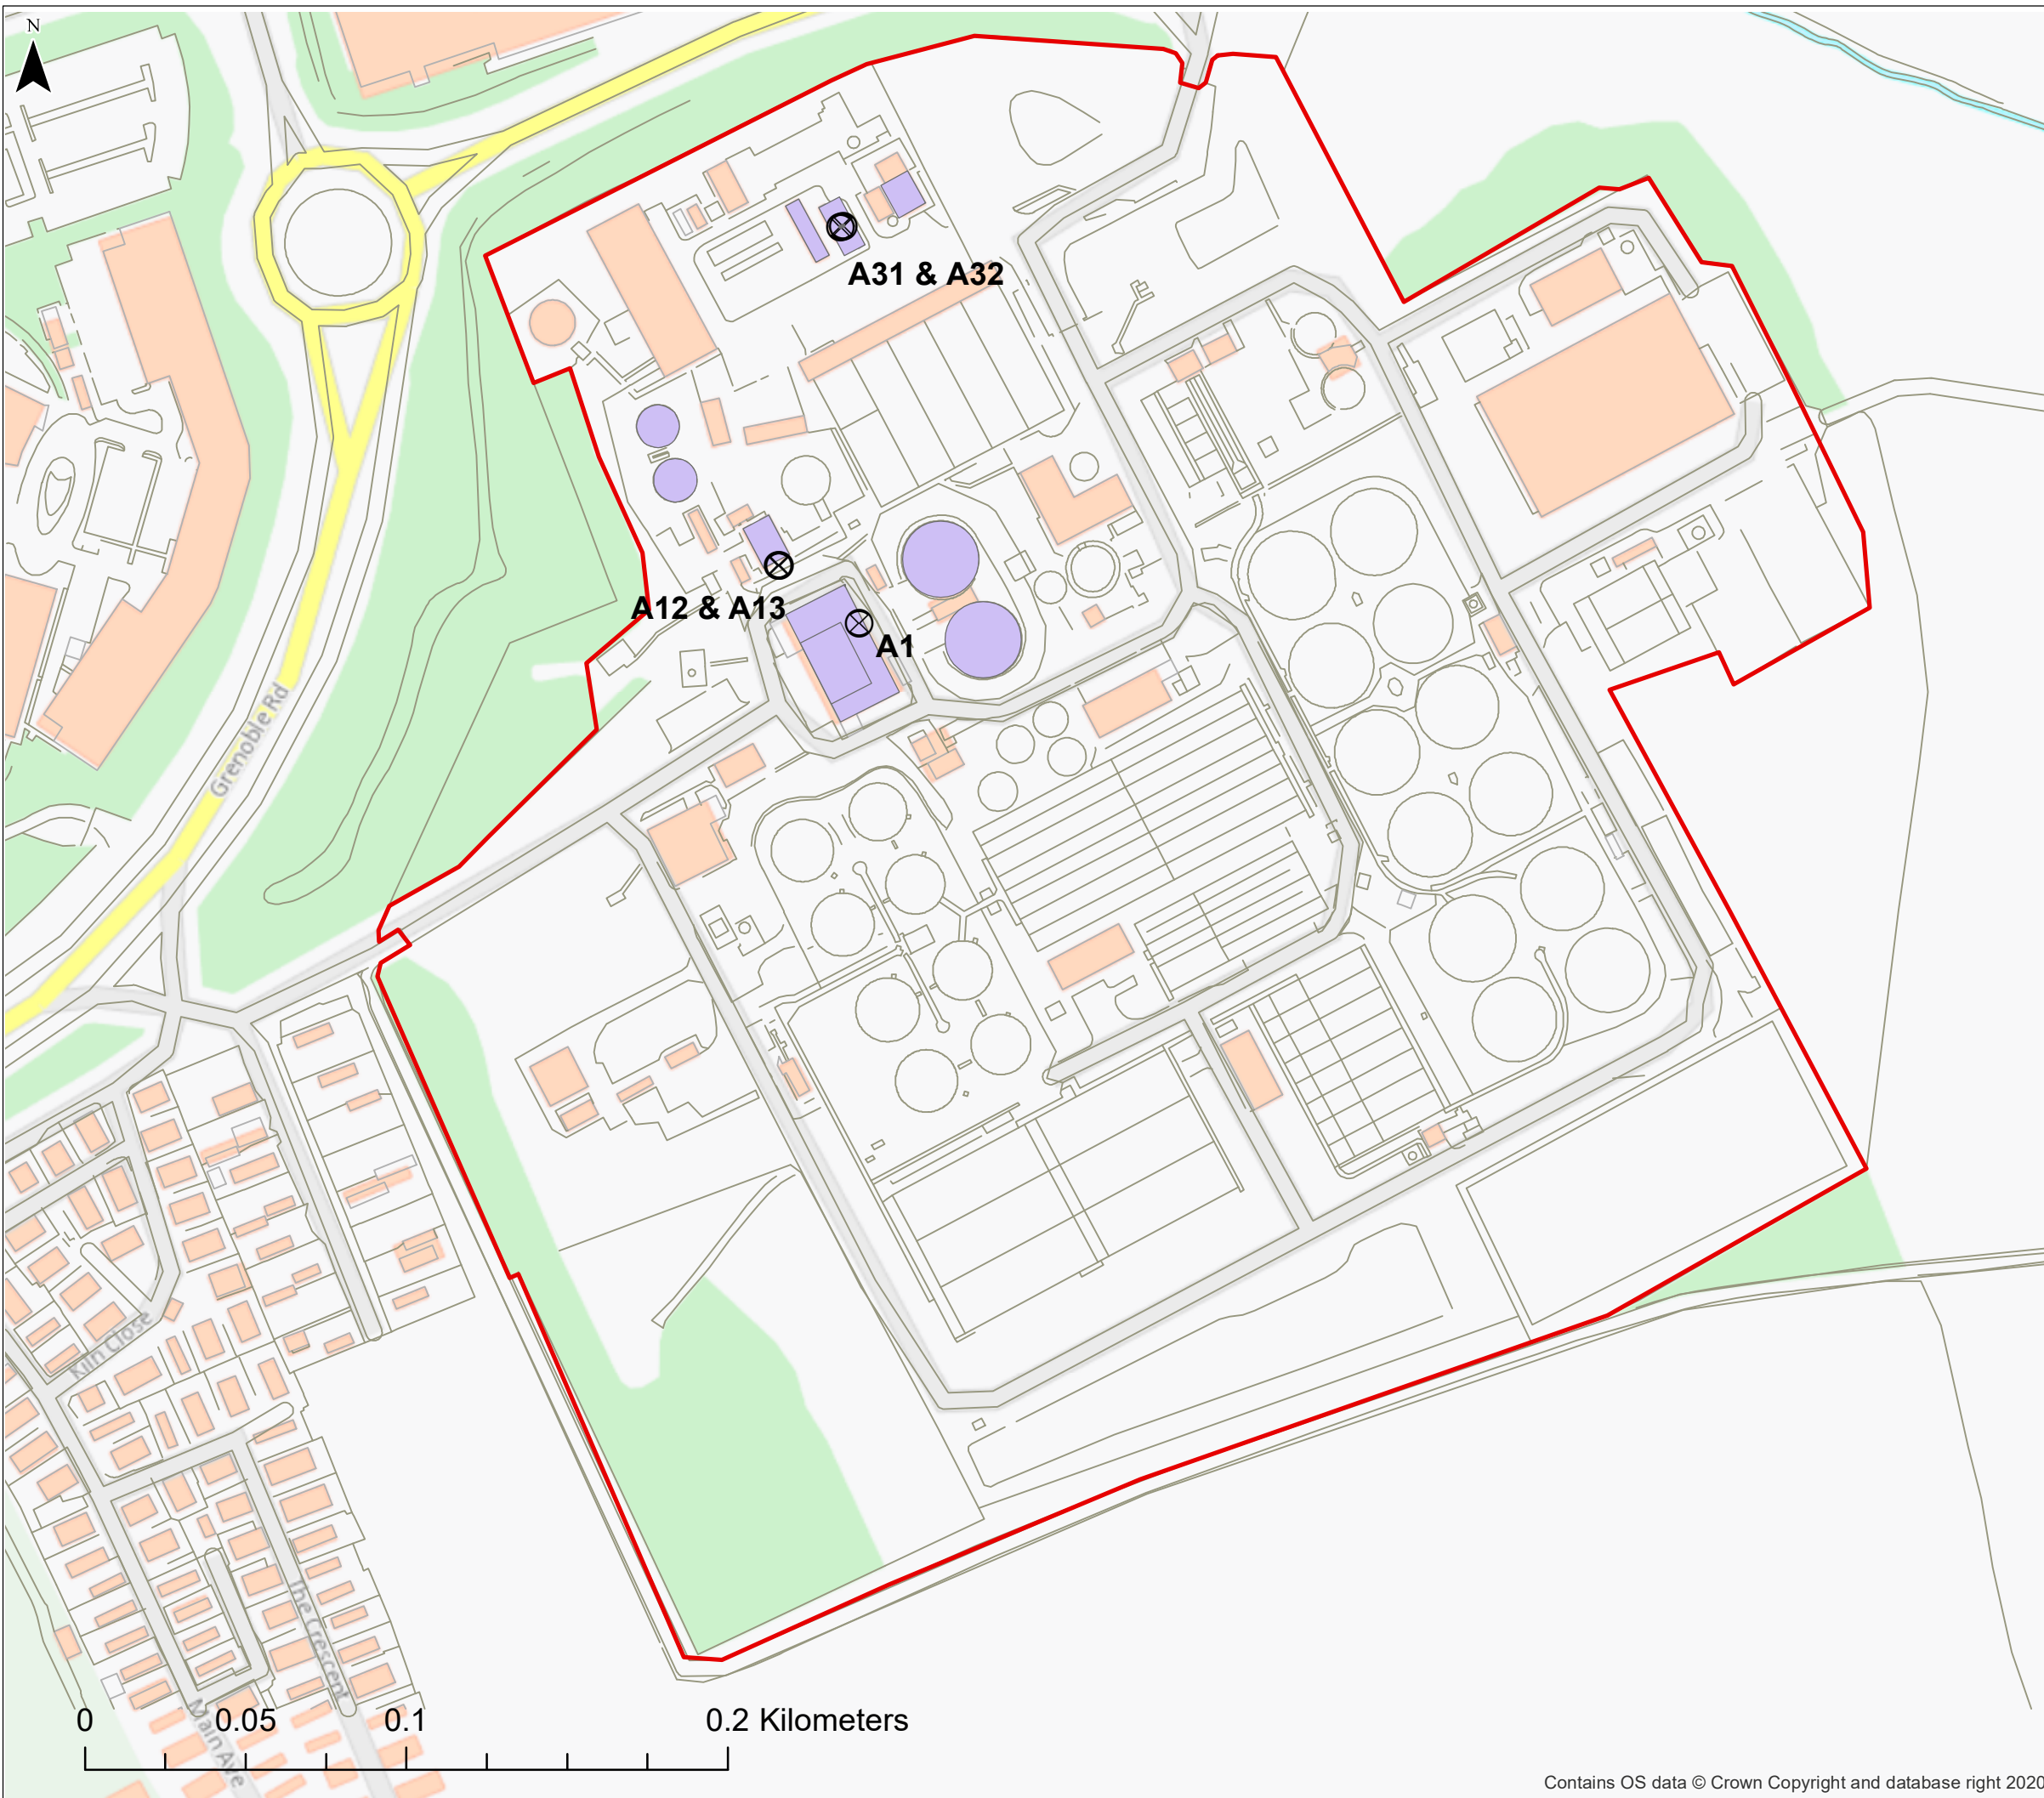 N
A31 & A32
A12 & A13
A1
Grenoble Rd
Kiln Close
The Crescent
Main Ave
0 0.05 0.1 0.2 Kilometers
Contains OS data © Crown Copyright and database right 2020